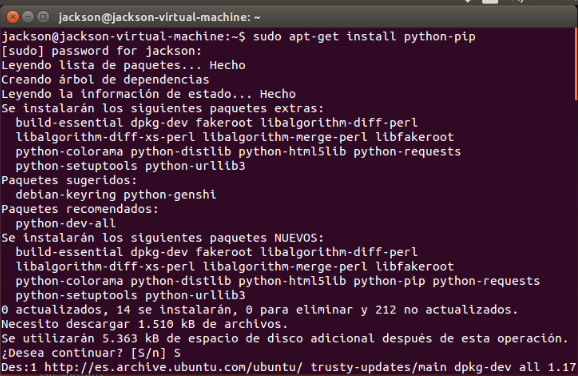 jackson@jackson-virtual-machine: ~
jackson@jackson-virtual-machine:~$ sudo apt-get install python-pip
[sudo] password for jackson:
Leyendo lista de paquetes... Hecho
Creando árbol de dependencias
Leyendo la información de estado... Hecho
Se instalarán los siguientes paquetes extras:
build-essential dpkg-dev fakeroot libalgorithm-diff-perl
libalgorithm-diff-xs-perl libalgorithm-merge-perl libfakeroot
python-colorama python-distlib python-html5lib python-requests
python-setuptools python-urllib3
Paquetes sugeridos:
debian-keyring python-genshi
Paquetes recomendados:
python-dev-all
Se instalarán los siguientes paquetes NUEVOS:
build-essential dpkg-dev fakeroot libalgorithm-diff-perl
libalgorithm-diff-xs-perl libalgorithm-merge-perl libfakeroot
python-colorama python-distlib python-html5lib python-pip python-requests
python-setuptools python-urllib3
0 actualizados, 14 se instalarán, 0 para eliminar y 212 no actualizados.
Necesito descargar 1.510 kB de archivos.
Se utilizarán 5.363 kB de espacio de disco adicional después de esta operación.
¿Desea continuar? [S/n] S
Des:1 http://es.archive.ubuntu.com/ubuntu/ trusty-updates/main dpkg-dev all 1.17